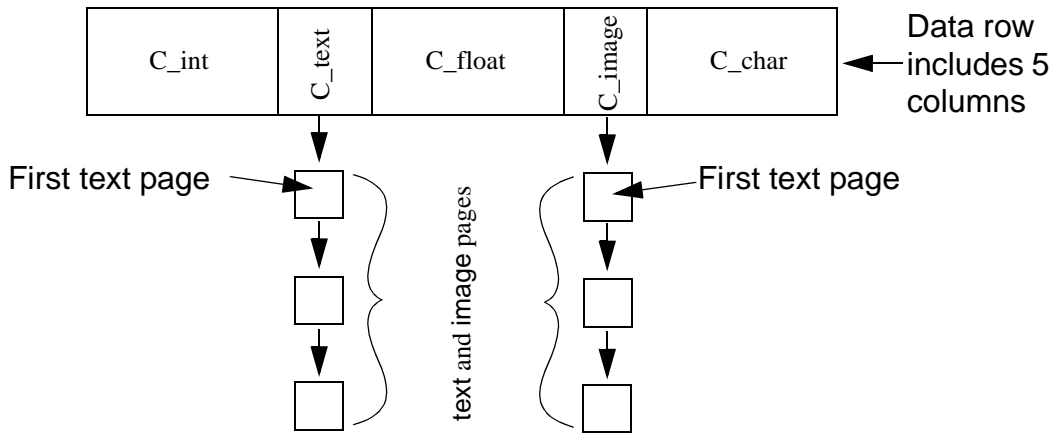 C_int
C_text
C_float
C_image
C_char
Data row
includes 5
columns
First text page
text and image pages
First text page